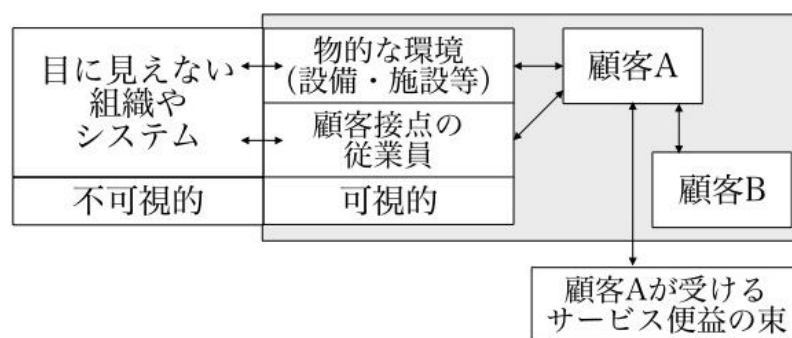 目に見えない
組織や
システム
物的な環境
(設備・施設等)
顧客接点の
従業員
不可視的
可視的
顧客A
顧客B
顧客Aが受ける
サービス便益の束